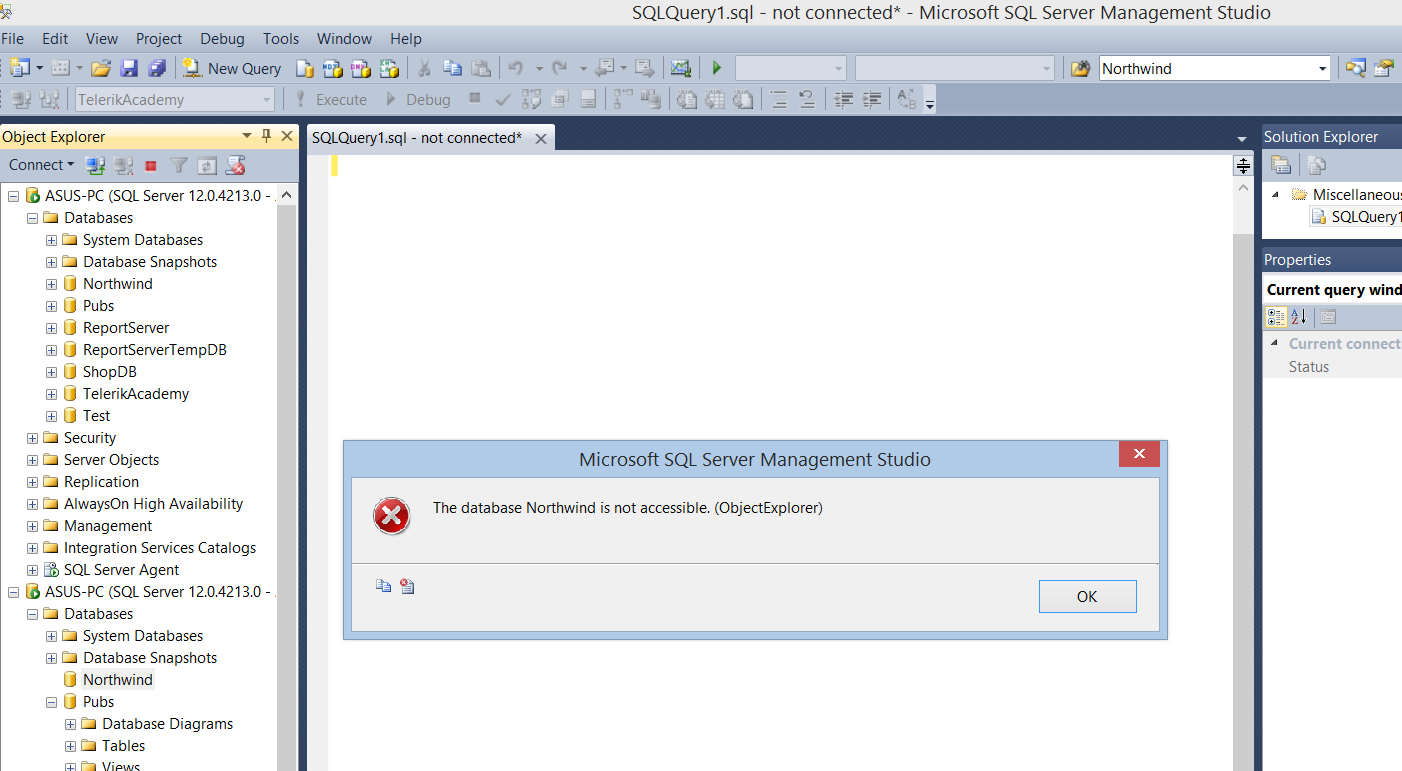 SQLQuery1.sql - not connected* - Microsoft SQL Server Management Studio
File Edit View Project Debug Tools Window Help
New Query Northwind
TelerikAcademy Execute Debug
Object Explorer
Connect
ASUS-PC (SQL Server 12.0.4213.0 - .
Databases
System Databases
Database Snapshots
Northwind
Pubs
ReportServer
ReportServerTempDB
ShopDB
TelerikAcademy
Test
Security
Server Objects
Replication
AlwaysOn High Availability
Management
Integration Services Catalogs
SQL Server Agent
ASUS-PC (SQL Server 12.0.4213.0 - .
Databases
System Databases
Database Snapshots
Northwind
Pubs
Database Diagrams
Tables
Views
SQLQuery1.sql - not connected*
Microsoft SQL Server Management Studio
The database Northwind is not accessible. (ObjectExplorer)
OK
Solution Explorer
Miscellaneous
SQLQuery1
Properties
Current query wind
Current connect
Status